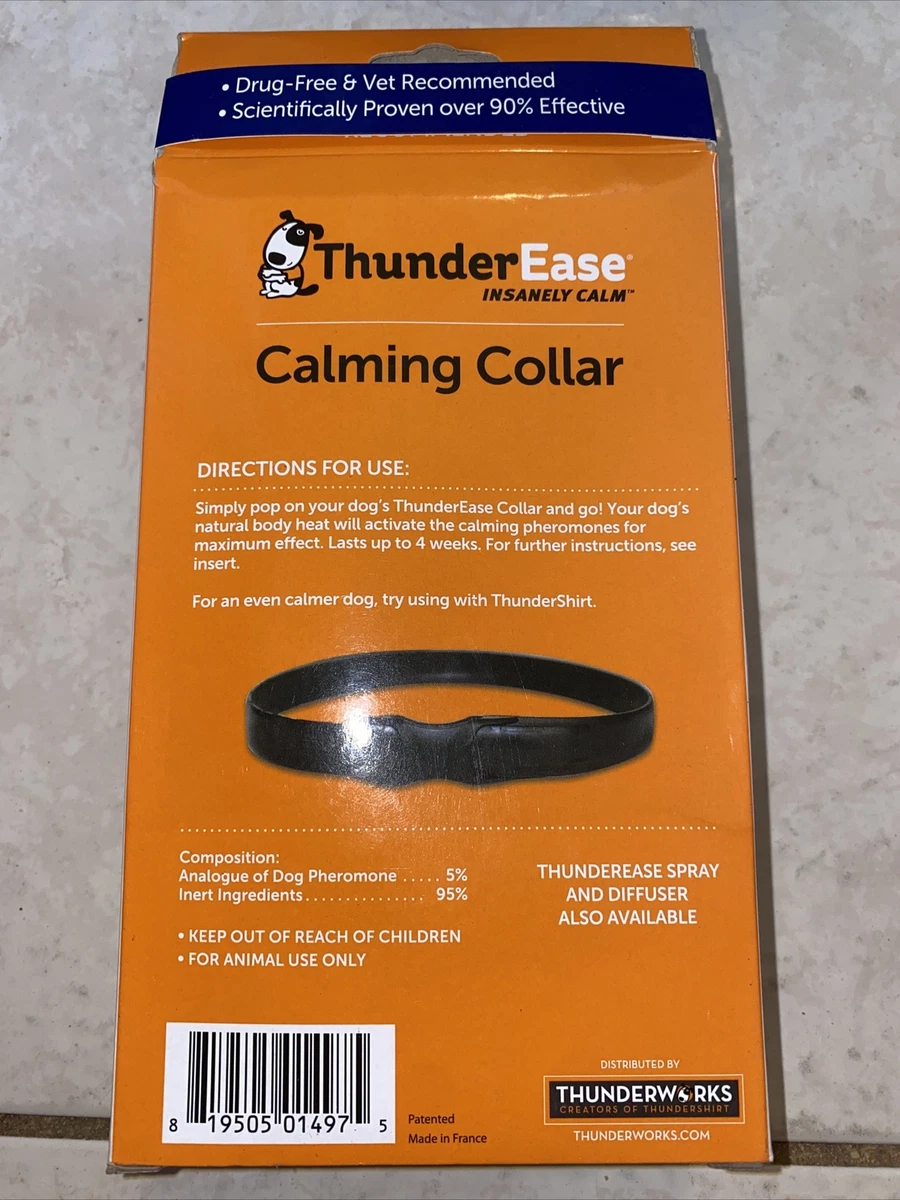 • Drug-Free & Vet Recommended
• Scientifically Proven over 90% Effective
ThunderEase®
INSANELY CALM™
Calming Collar
DIRECTIONS FOR USE:
Simply pop on your dog's ThunderEase Collar and go! Your dog's
natural body heat will activate the calming pheromones for
maximum effect. Lasts up to 4 weeks. For further instructions, see
insert.
For an even calmer dog, try using with ThunderShirt.
Composition:
Analogue of Dog Pheromone ..... 5%
Inert Ingredients............... 95%
• KEEP OUT OF REACH OF CHILDREN
• FOR ANIMAL USE ONLY
THUNDEREASE SPRAY
AND DIFFUSER
ALSO AVAILABLE
8 19505 01497 5
Patented
Made in France
DISTRIBUTED BY
THUNDERWORKS
CREATORS OF THUNDERSHIRT
THUNDERWORKS.COM